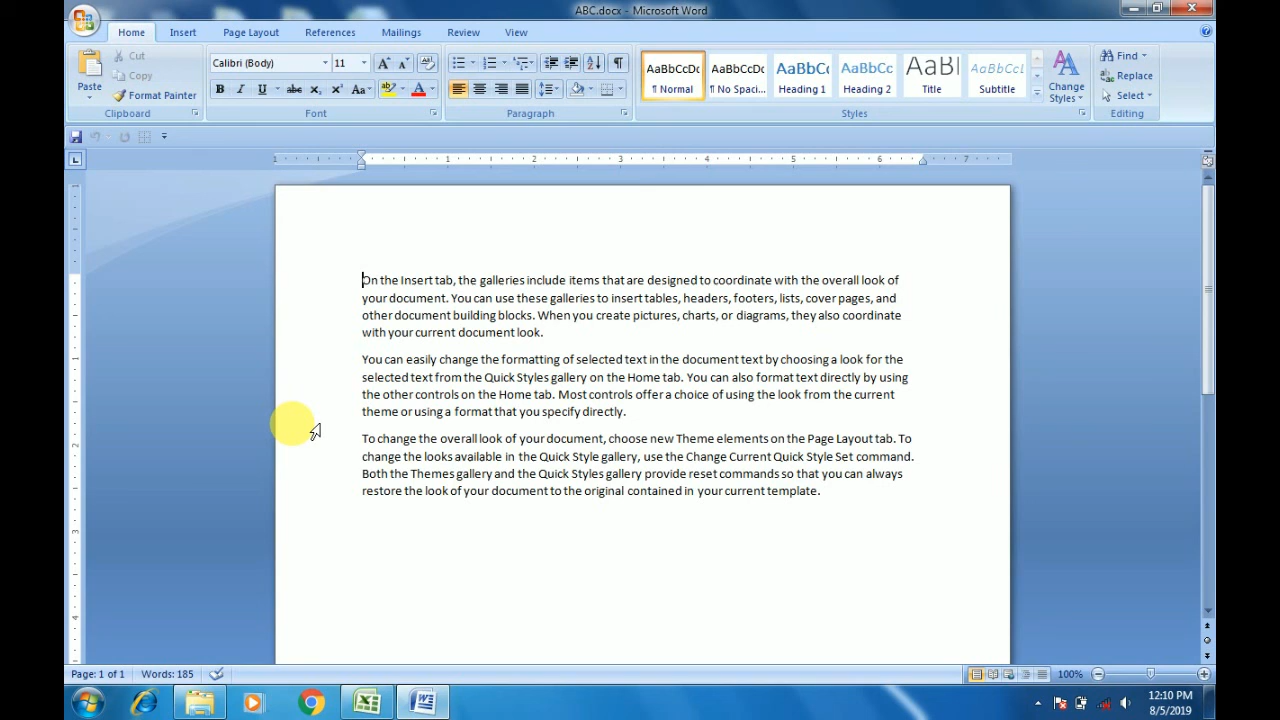 ABC.docx - Microsoft Word
Home Insert Page Layout References Mailings Review View
Paste
Cut
Copy
Format Painter
Clipboard
Calibri (Body) 11
B I U abc x₂ x² Aa
Font
Paragraph
AaBbCcDc AaBbCcDc AaBbCc AaBbCc AaBl AaBbCcL
¶ Normal ¶ No Spaci... Heading 1 Heading 2 Title Subtitle
Change Styles
Styles
Find
Replace
Select
Editing
1 1 2 3 4 5 6 7
On the Insert tab, the galleries include items that are designed to coordinate with the overall look of
your document. You can use these galleries to insert tables, headers, footers, lists, cover pages, and
other document building blocks. When you create pictures, charts, or diagrams, they also coordinate
with your current document look.
You can easily change the formatting of selected text in the document text by choosing a look for the
selected text from the Quick Styles gallery on the Home tab. You can also format text directly by using
the other controls on the Home tab. Most controls offer a choice of using the look from the current
theme or using a format that you specify directly.
To change the overall look of your document, choose new Theme elements on the Page Layout tab. To
change the looks available in the Quick Style gallery, use the Change Current Quick Style Set command.
Both the Themes gallery and the Quick Styles gallery provide reset commands so that you can always
restore the look of your document to the original contained in your current template.
Page: 1 of 1 Words: 185 100%
12:10 PM
8/5/2019